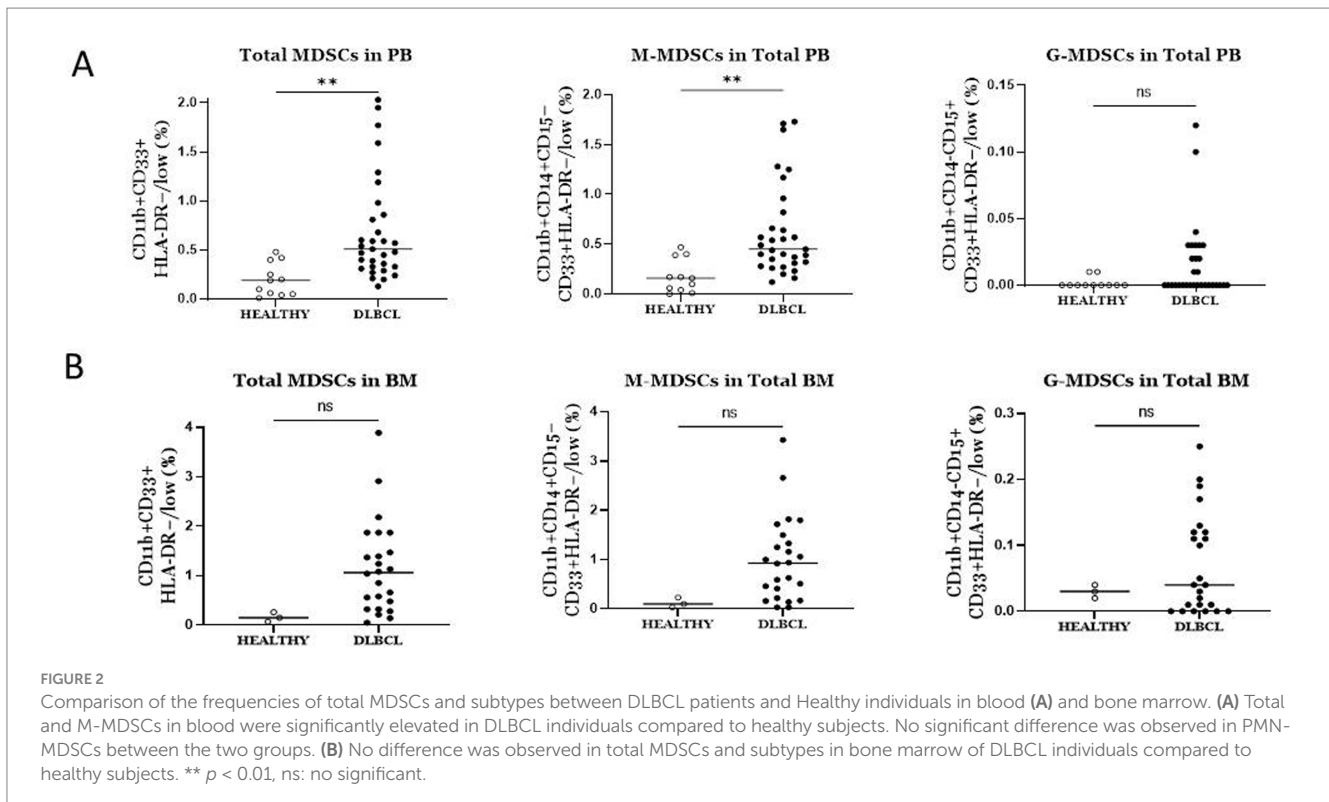 A
Total MDSCs in PB
**
CD11b+CD33+
HLA-DR−/low (%)
2.0
1.5
1.0
0.5
0.0
HEALTHY DLBCL
M-MDSCs in Total PB
**
CD11b+CD14+CD15−
CD33+HLA-DR−/low (%)
2.0
1.5
1.0
0.5
0.0
HEALTHY DLBCL
G-MDSCs in Total PB
ns
CD11b+CD14-CD15+
CD33+HLA-DR−/low (%)
0.15
0.10
0.05
0.00
HEALTHY DLBCL
B
Total MDSCs in BM
ns
CD11b+CD33+
HLA-DR−/low (%)
4
3
2
1
0
HEALTHY DLBCL
M-MDSCs in Total BM
ns
CD11b+CD14+CD15−
CD33+HLA-DR−/low (%)
4
3
2
1
0
HEALTHY DLBCL
G-MDSCs in Total BM
ns
CD11b+CD14-CD15+
CD33+HLA-DR−/low (%)
0.3
0.2
0.1
0.0
HEALTHY DLBCL
FIGURE 2
Comparison of the frequencies of total MDSCs and subtypes between DLBCL patients and Healthy individuals in blood (A) and bone marrow. (A) Total
and M-MDSCs in blood were significantly elevated in DLBCL individuals compared to healthy subjects. No significant difference was observed in PMN-
MDSCs between the two groups. (B) No difference was observed in total MDSCs and subtypes in bone marrow of DLBCL individuals compared to
healthy subjects. ** p < 0.01, ns: no significant.